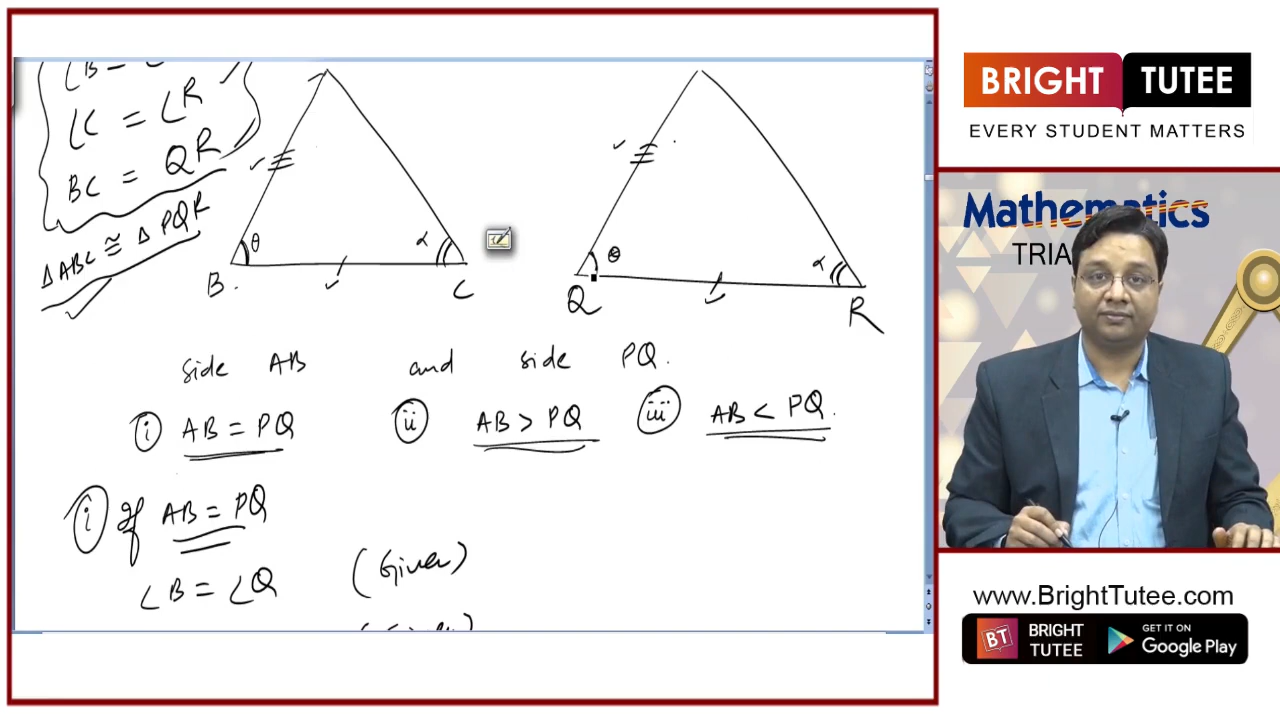 ∠C = ∠R
BC = QR
ΔABC ≅ ΔPQR
θ
α
B.
C
θ
α
Q
R
side AB and side PQ.
(i) AB = PQ (ii) AB > PQ (iii) AB < PQ.
(i) If AB = PQ
∠B = ∠Q (Given)
BRIGHT TUTEE
EVERY STUDENT MATTERS
Mathematics
TRIA
www.BrightTutee.com
BT BRIGHT TUTEE
GET IT ON
Google Play